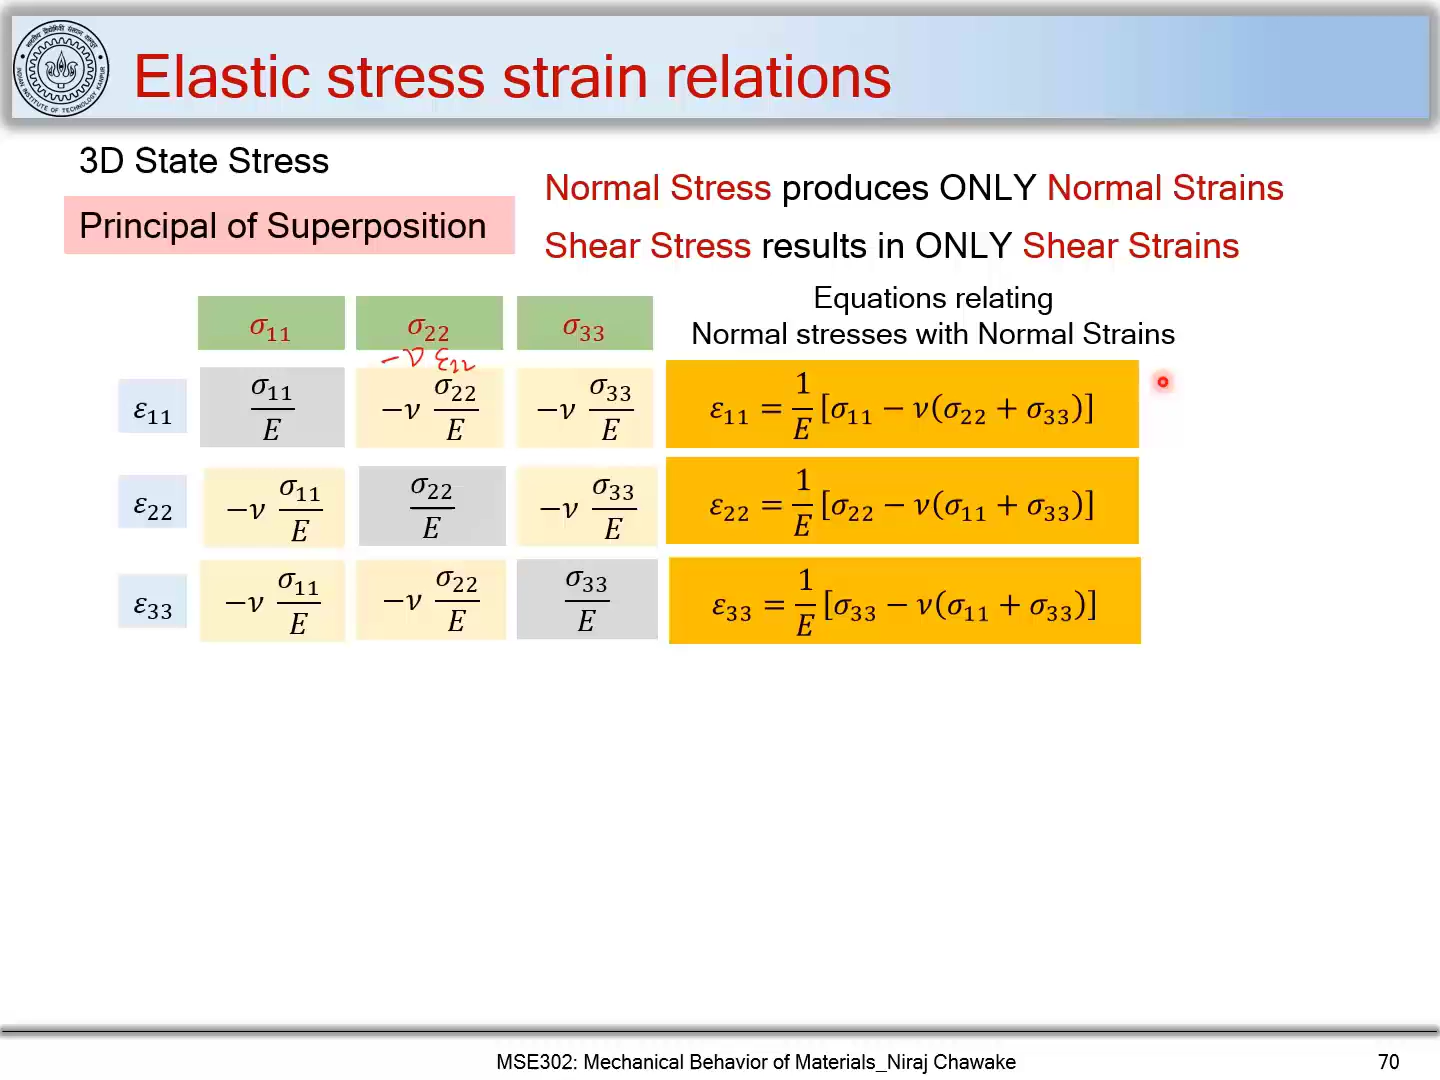 Elastic stress strain relations
3D State Stress
Principal of Superposition
Normal Stress produces ONLY Normal Strains
Shear Stress results in ONLY Shear Strains
Equations relating
Normal stresses with Normal Strains
σ₁₁ σ₂₂ σ₃₃
−ν ε₂₂
ε₁₁ σ₁₁/E −ν σ₂₂/E −ν σ₃₃/E ε₁₁ = 1/E [σ₁₁ − ν(σ₂₂ + σ₃₃)]
ε₂₂ −ν σ₁₁/E σ₂₂/E −ν σ₃₃/E ε₂₂ = 1/E [σ₂₂ − ν(σ₁₁ + σ₃₃)]
ε₃₃ −ν σ₁₁/E −ν σ₂₂/E σ₃₃/E ε₃₃ = 1/E [σ₃₃ − ν(σ₁₁ + σ₃₃)]
MSE302: Mechanical Behavior of Materials_Niraj Chawake
70